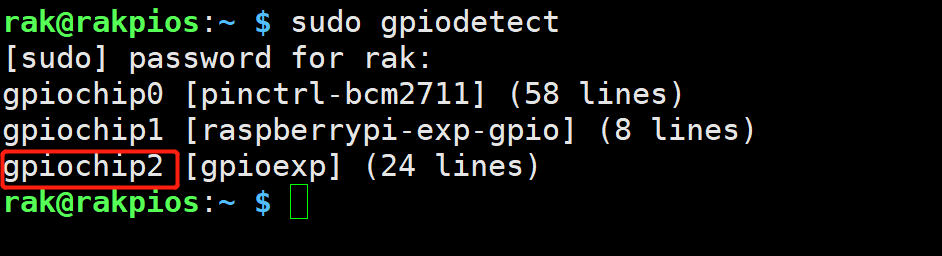 rak@rakpios:~ $ sudo gpiodetect
[sudo] password for rak:
gpiochip0 [pinctrl-bcm2711] (58 lines)
gpiochip1 [raspberrypi-exp-gpio] (8 lines)
gpiochip2 [gpioexp] (24 lines)
rak@rakpios:~ $